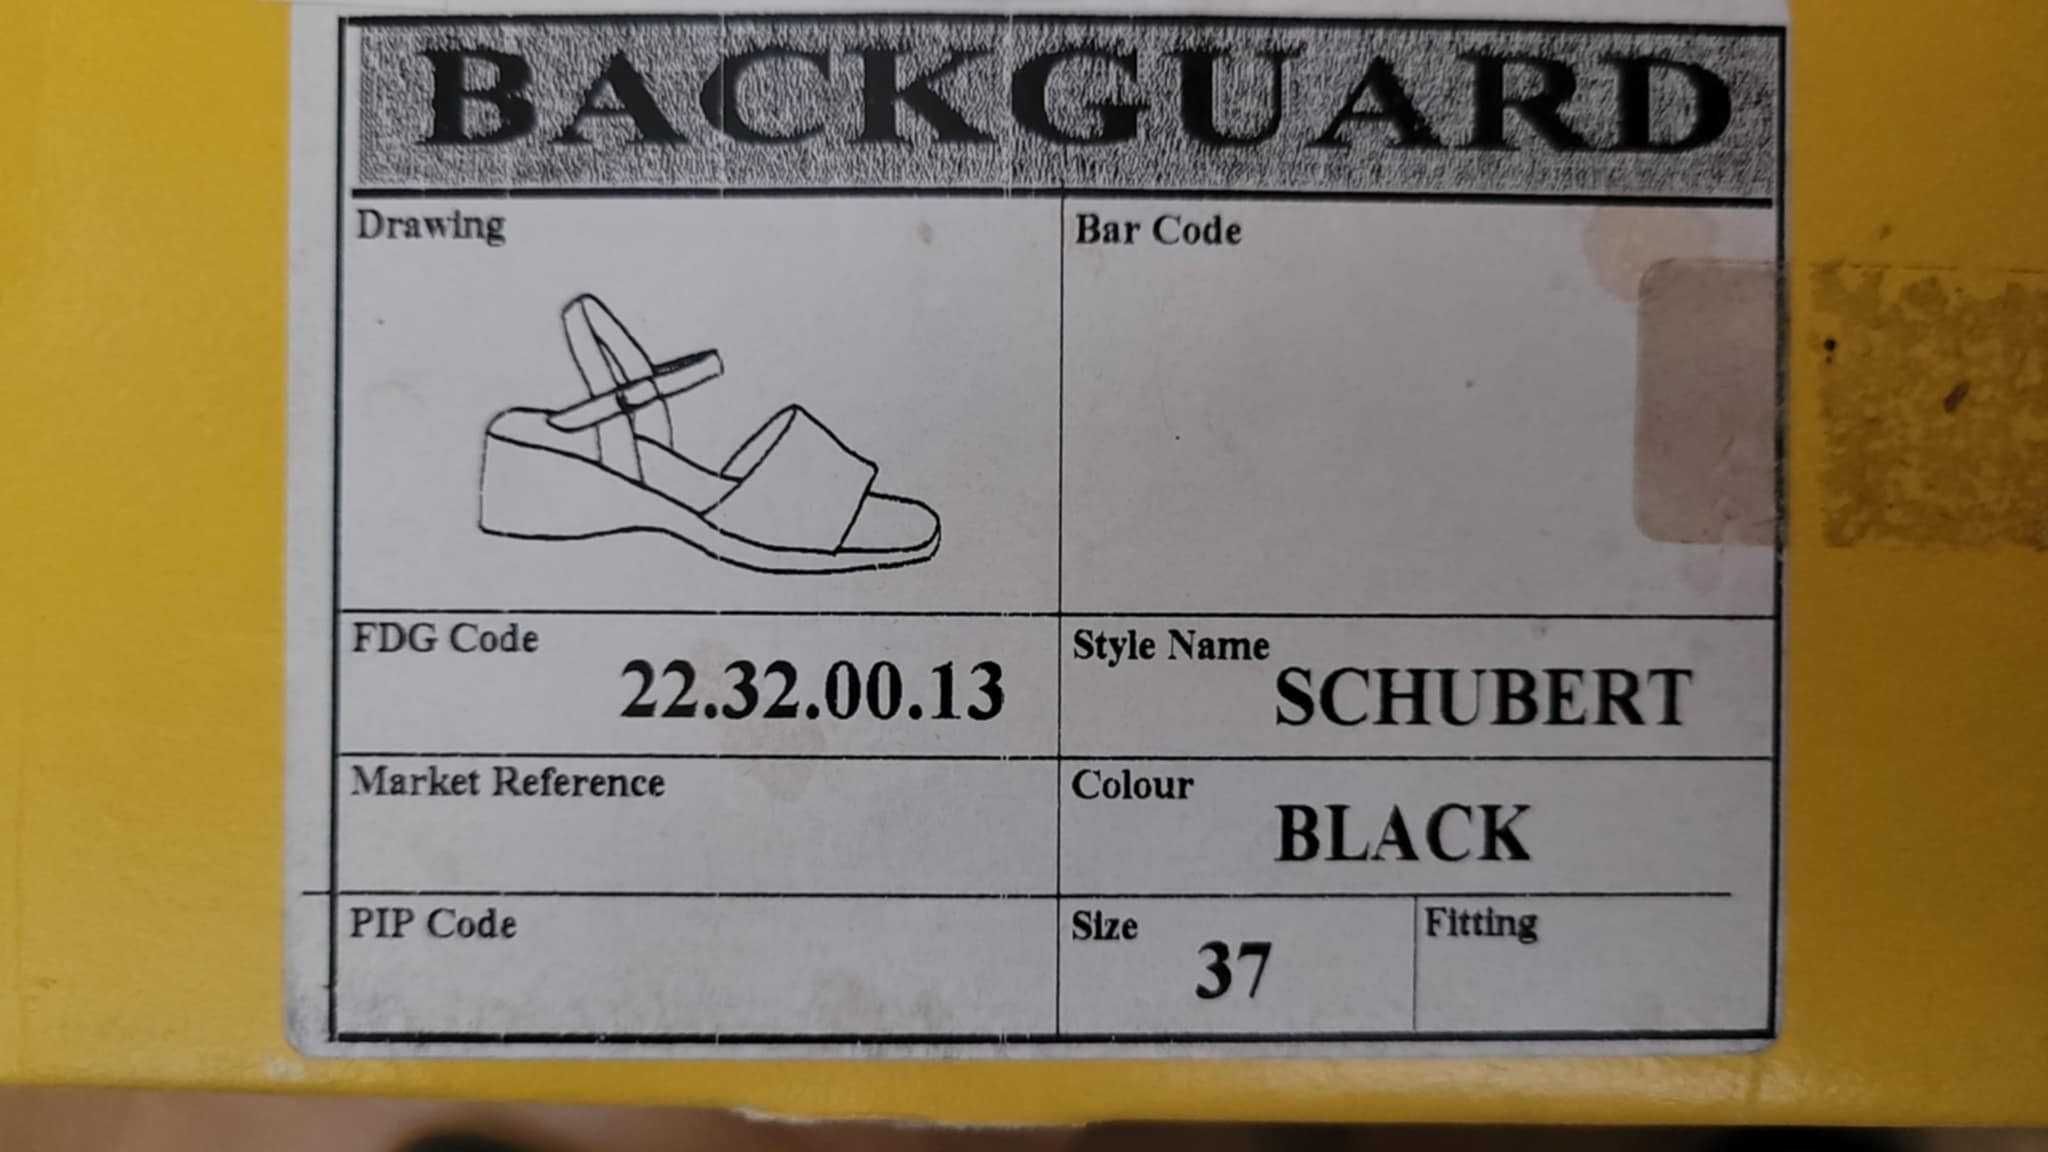 BACKGUARD
Drawing
Bar Code
FDG Code
22.32.00.13
Style Name
SCHUBERT
Market Reference
Colour
BLACK
PIP Code
Size
37
Fitting